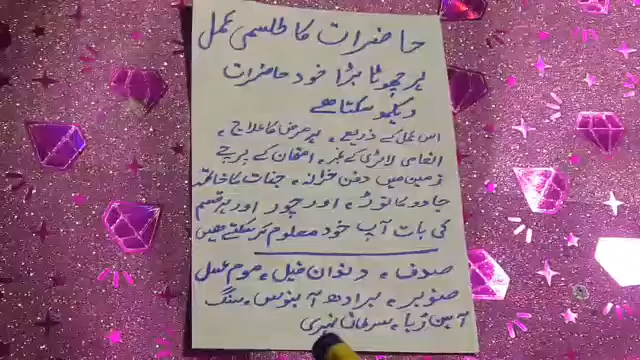 حاضرات کا طلسمی عمل
ہر چھوٹا بڑا خود حاضرات
دیکھ سکتا ھے
اس عمل کے ذریعے ۔ ہر مرض کا علاج ۔
انعامی لاٹری کے نمبر ۔ امتحان کے پرچے
زمین میں دفن خزانہ ۔ جنات کا خاتمہ
جادو کا توڑ ۔ اور چور اور ہر قسم
کی بات آپ خود معلوم کر سکتے ھیں
صدف ۔ دندان فیل ۔ موم عسل
صنوبر ۔ برادھ آبنوس ۔ سنگ
آہن ربا ۔ سرطان نہری